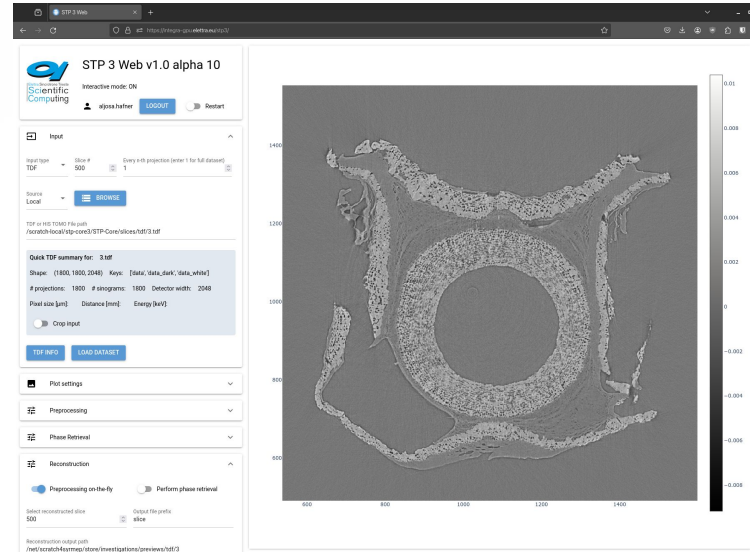 STP 3 Web
https://integra-gpu.elettra.eu/stp3/
Scientific
Computing
STP 3 Web v1.0 alpha 10
Interactive mode: ON
aljosa.hafner
LOGOUT
Restart
Input
Input type
TDF
Slice #
500
Every n-th projection (enter 1 for full dataset)
1
Source
Local
BROWSE
TDF or HIS TOMO File path
/scratch-local/stp-core3/STP-Core/slices/tdf/3.tdf
Quick TDF summary for: 3.tdf
Shape: (1800, 1800, 2048) Keys: ['data', 'data_dark', 'data_white']
# projections: 1800 # sinograms: 1800 Detector width: 2048
Pixel size [μm]: Distance [mm]: Energy [keV]:
Crop input
TDF INFO
LOAD DATASET
Plot settings
Preprocessing
Phase Retrieval
Reconstruction
Preprocessing on-the-fly
Perform phase retrieval
Select reconstructed slice
500
Output file prefix
slice
Reconstruction output path
/net/scratch4syrmep/store/investigations/previews/tdf/3
1400
1200
1000
800
600
600
800
1000
1200
1400
0.01
0.008
0.006
0.004
0.002
0
−0.002
−0.004
−0.006
−0.008